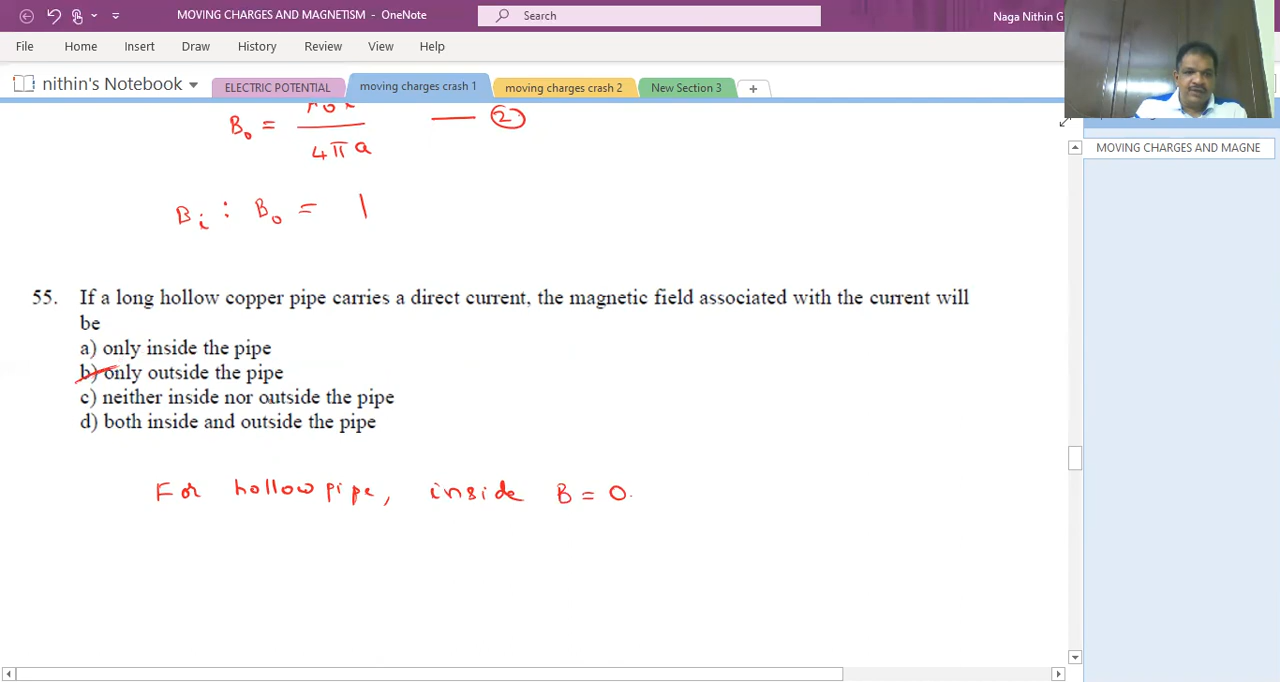 MOVING CHARGES AND MAGNETISM - OneNote
Search
Naga Nithin G
File Home Insert Draw History Review View Help
nithin's Notebook
ELECTRIC POTENTIAL
moving charges crash 1
moving charges crash 2
New Section 3
+
MOVING CHARGES AND MAGNE
B₀ = / 4πa — ②
Bᵢ : B₀ = 1
55. If a long hollow copper pipe carries a direct current, the magnetic field associated with the current will
be
a) only inside the pipe
b) only outside the pipe
c) neither inside nor outside the pipe
d) both inside and outside the pipe
For hollow pipe, inside B = 0.